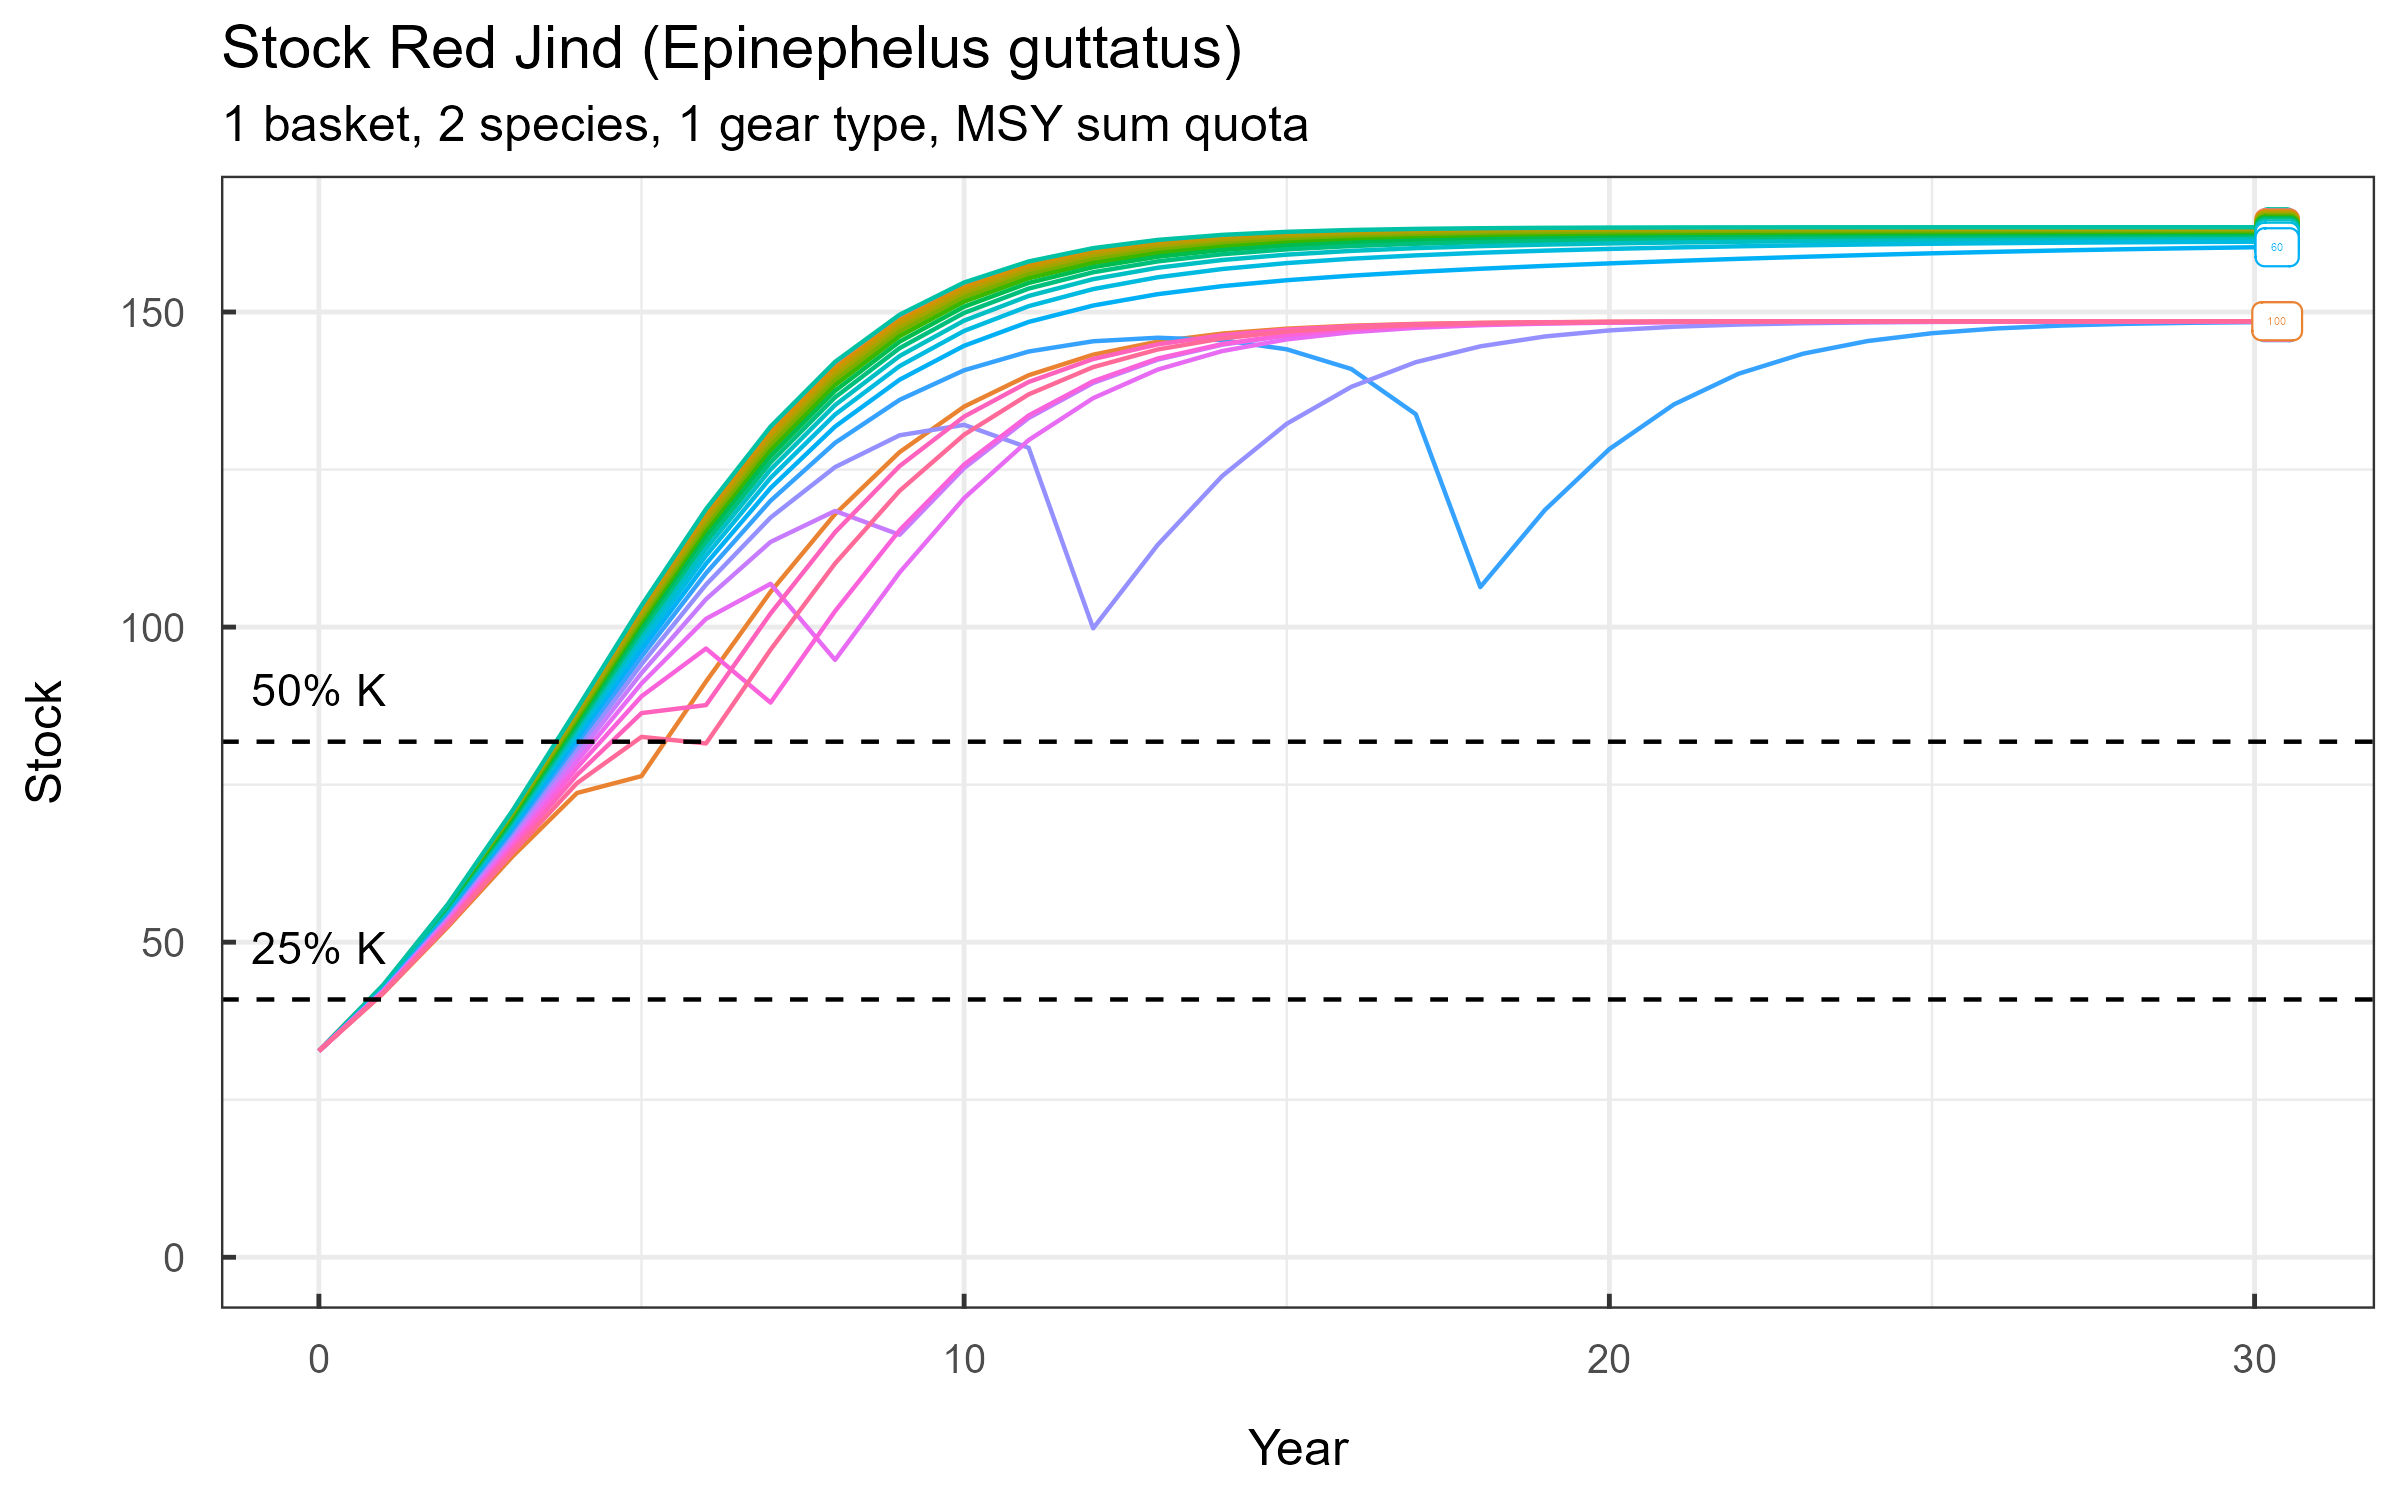 Stock Red Jind (Epinephelus guttatus)
1 basket, 2 species, 1 gear type, MSY sum quota
Stock
150
100
50
0
50% K
25% K
60
100
0
10
20
30
Year